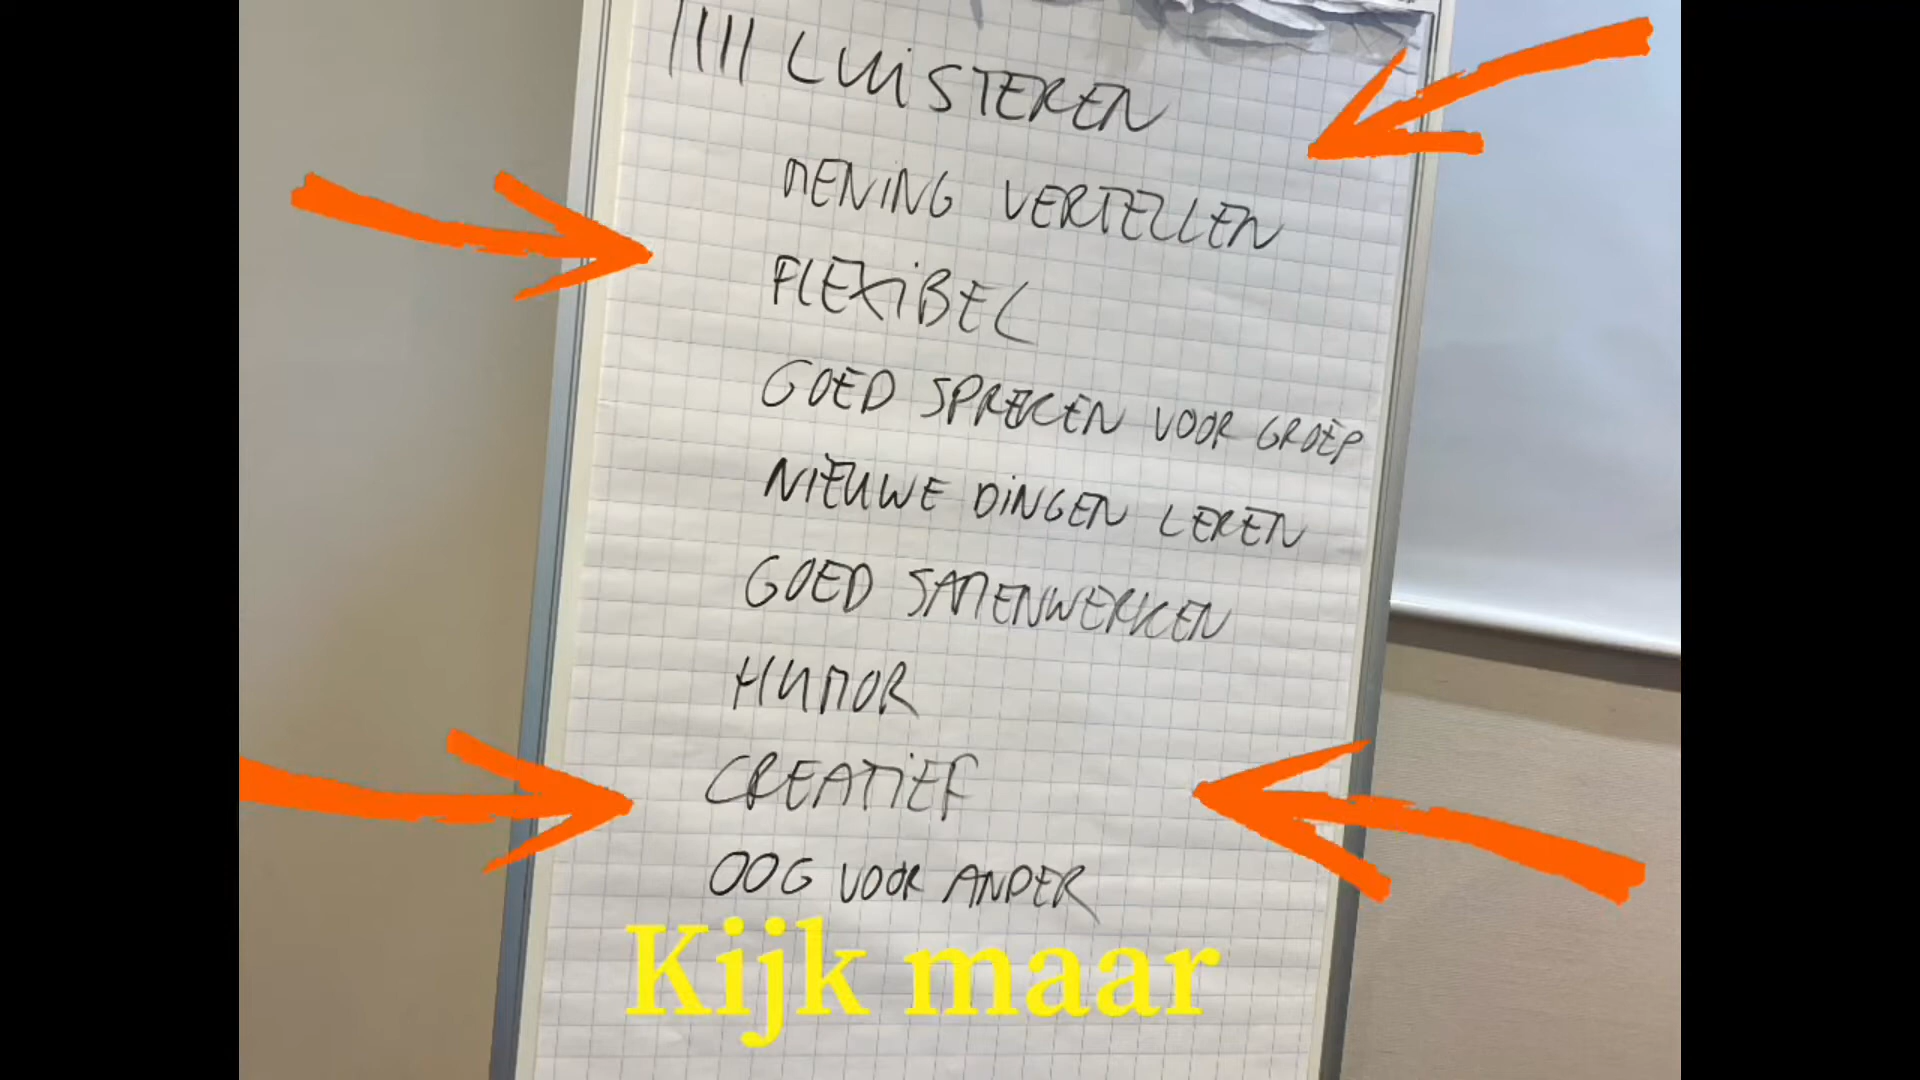 |||| LUISTEREN
MENING VERTELLEN
FLEXIBEL
GOED SPREKEN VOOR GROEP
NIEUWE DINGEN LEREN
GOED SAMENWERKEN
HUMOR
CREATIEF
OOG VOOR ANDER
Kijk maar